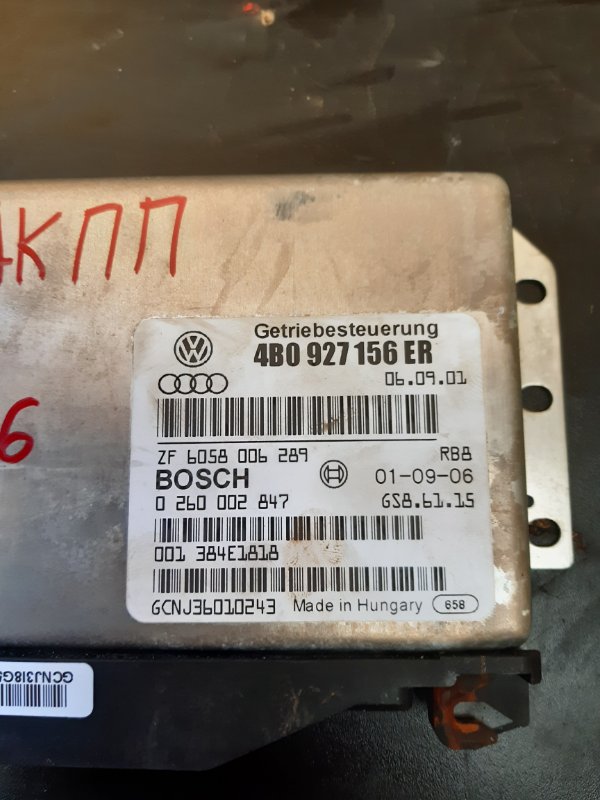 АКПП
6
Getriebesteuerung
4B0 927 156 ER
06.09.01
ZF 6058 006 289 RB8
BOSCH 01-09-06
0 260 002 847 GS8.61.15
001 384E1818
GCNJ36010243 Made in Hungary 658